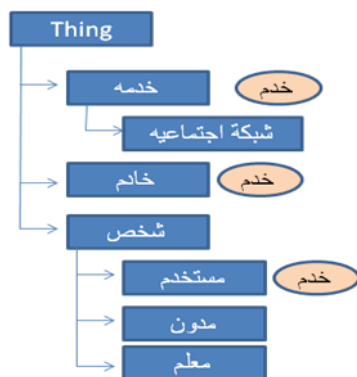 Thing
خدمه خدم
شبكة اجتماعيه
خادم خدم
شخص
مستخدم خدم
مدون
معلم